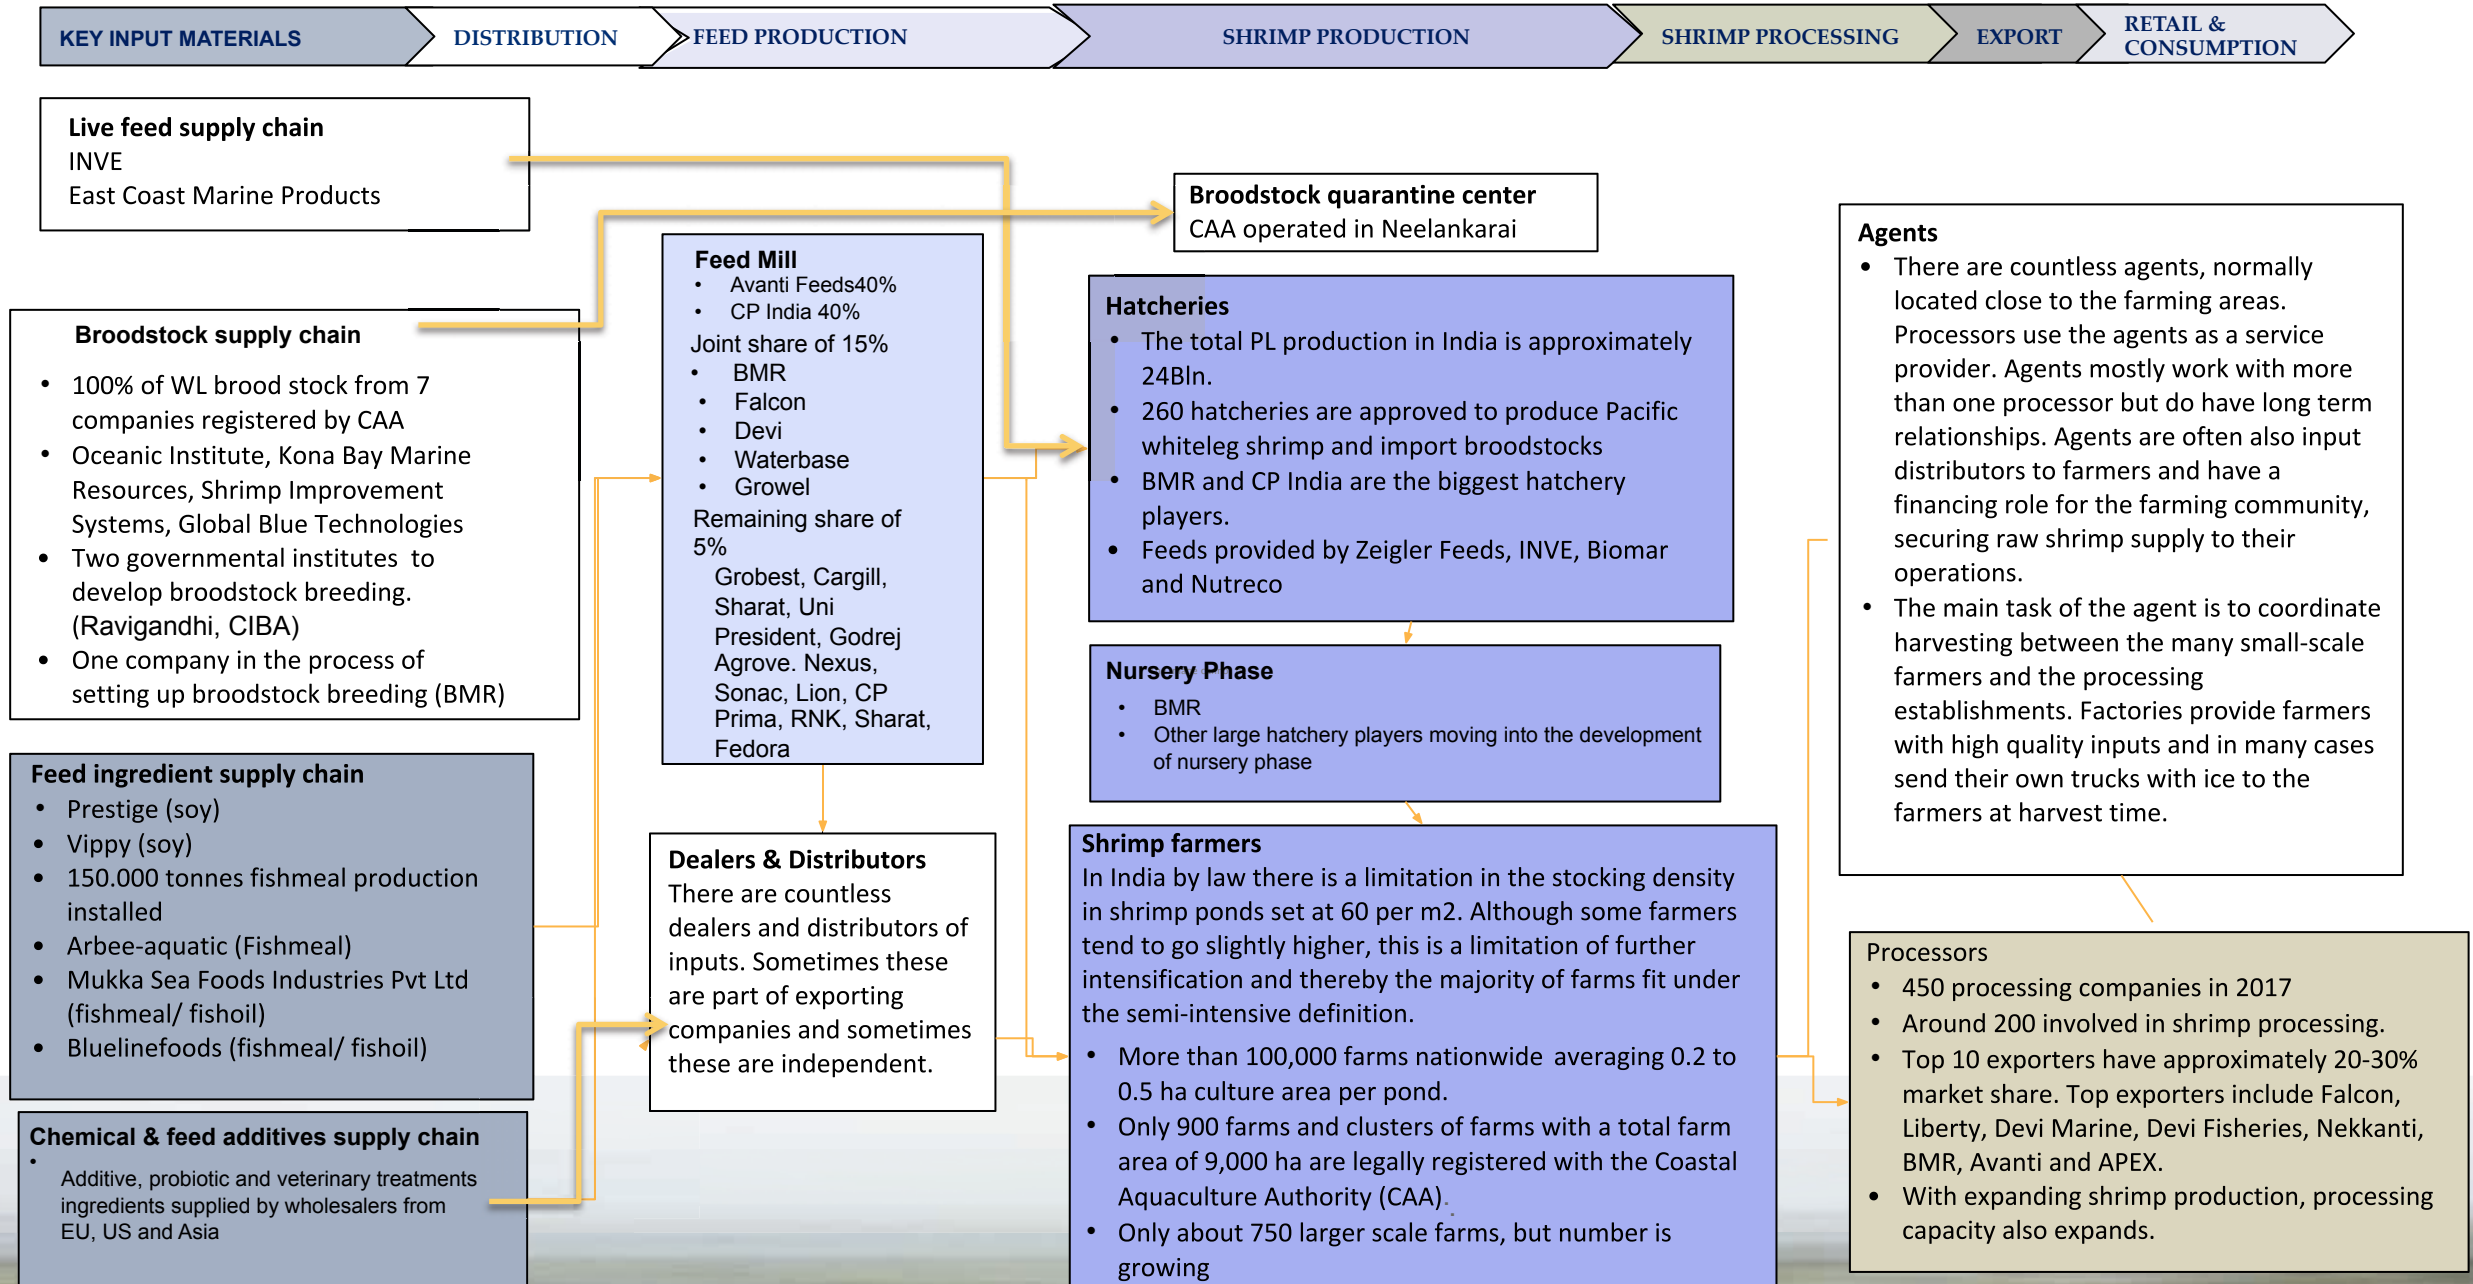 KEY INPUT MATERIALS
DISTRIBUTION
FEED PRODUCTION
SHRIMP PRODUCTION
SHRIMP PROCESSING
EXPORT
RETAIL &
CONSUMPTION
Live feed supply chain
INVE
East Coast Marine Products
Broodstock supply chain
• 100% of WL brood stock from 7
companies registered by CAA
• Oceanic Institute, Kona Bay Marine
Resources, Shrimp Improvement
Systems, Global Blue Technologies
• Two governmental institutes to
develop broodstock breeding.
(Ravigandhi, CIBA)
• One company in the process of
setting up broodstock breeding (BMR)
Feed ingredient supply chain
• Prestige (soy)
• Vippy (soy)
• 150.000 tonnes fishmeal production
installed
• Arbee-aquatic (Fishmeal)
• Mukka Sea Foods Industries Pvt Ltd
(fishmeal/ fishoil)
• Bluelinefoods (fishmeal/ fishoil)
Chemical & feed additives supply chain
•
Additive, probiotic and veterinary treatments
ingredients supplied by wholesalers from
EU, US and Asia
Feed Mill
• Avanti Feeds40%
• CP India 40%
Joint share of 15%
• BMR
• Falcon
• Devi
• Waterbase
• Growel
Remaining share of
5%
Grobest, Cargill,
Sharat, Uni
President, Godrej
Agrove. Nexus,
Sonac, Lion, CP
Prima, RNK, Sharat,
Fedora
Dealers & Distributors
There are countless
dealers and distributors of
inputs. Sometimes these
are part of exporting
companies and sometimes
these are independent.
Broodstock quarantine center
CAA operated in Neelankarai
Hatcheries
• The total PL production in India is approximately
24Bln.
• 260 hatcheries are approved to produce Pacific
whiteleg shrimp and import broodstocks
• BMR and CP India are the biggest hatchery
players.
• Feeds provided by Zeigler Feeds, INVE, Biomar
and Nutreco
Nursery Phase
• BMR
• Other large hatchery players moving into the development
of nursery phase
Shrimp farmers
In India by law there is a limitation in the stocking density
in shrimp ponds set at 60 per m2. Although some farmers
tend to go slightly higher, this is a limitation of further
intensification and thereby the majority of farms fit under
the semi-intensive definition.
• More than 100,000 farms nationwide averaging 0.2 to
0.5 ha culture area per pond.
• Only 900 farms and clusters of farms with a total farm
area of 9,000 ha are legally registered with the Coastal
Aquaculture Authority (CAA).
• Only about 750 larger scale farms, but number is
growing
Agents
• There are countless agents, normally
located close to the farming areas.
Processors use the agents as a service
provider. Agents mostly work with more
than one processor but do have long term
relationships. Agents are often also input
distributors to farmers and have a
financing role for the farming community,
securing raw shrimp supply to their
operations.
• The main task of the agent is to coordinate
harvesting between the many small-scale
farmers and the processing
establishments. Factories provide farmers
with high quality inputs and in many cases
send their own trucks with ice to the
farmers at harvest time.
Processors
• 450 processing companies in 2017
• Around 200 involved in shrimp processing.
• Top 10 exporters have approximately 20-30%
market share. Top exporters include Falcon,
Liberty, Devi Marine, Devi Fisheries, Nekkanti,
BMR, Avanti and APEX.
• With expanding shrimp production, processing
capacity also expands.